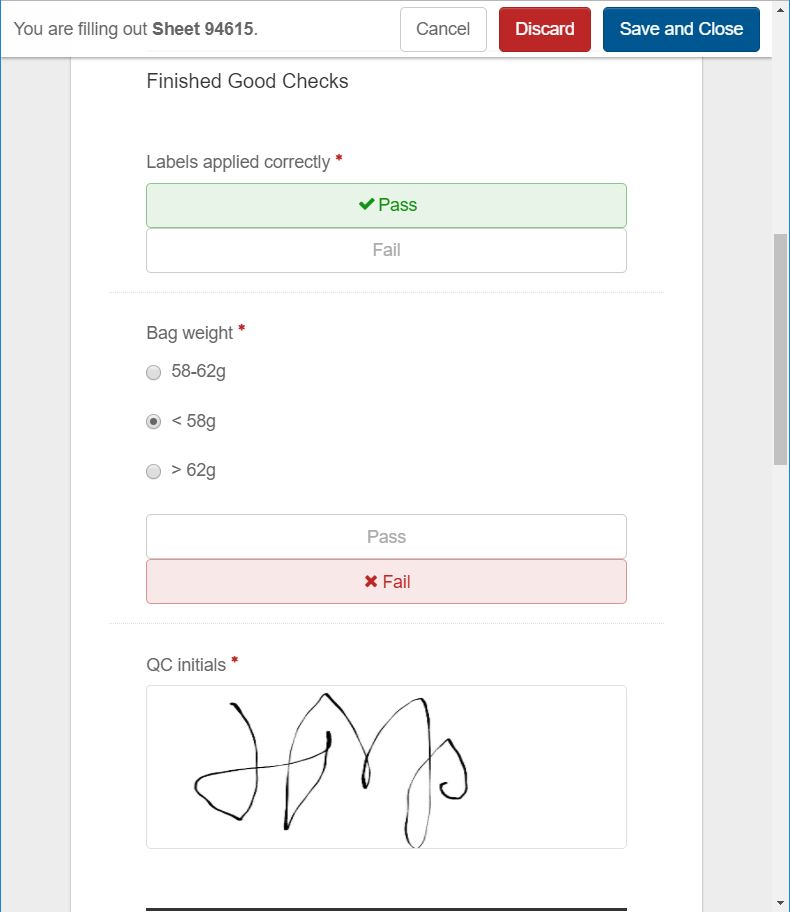 You are filling out Sheet 94615.
Cancel
Discard
Save and Close
Finished Good Checks
Labels applied correctly *
Pass
Fail
Bag weight *
58-62g
< 58g
> 62g
Pass
Fail
QC initials *